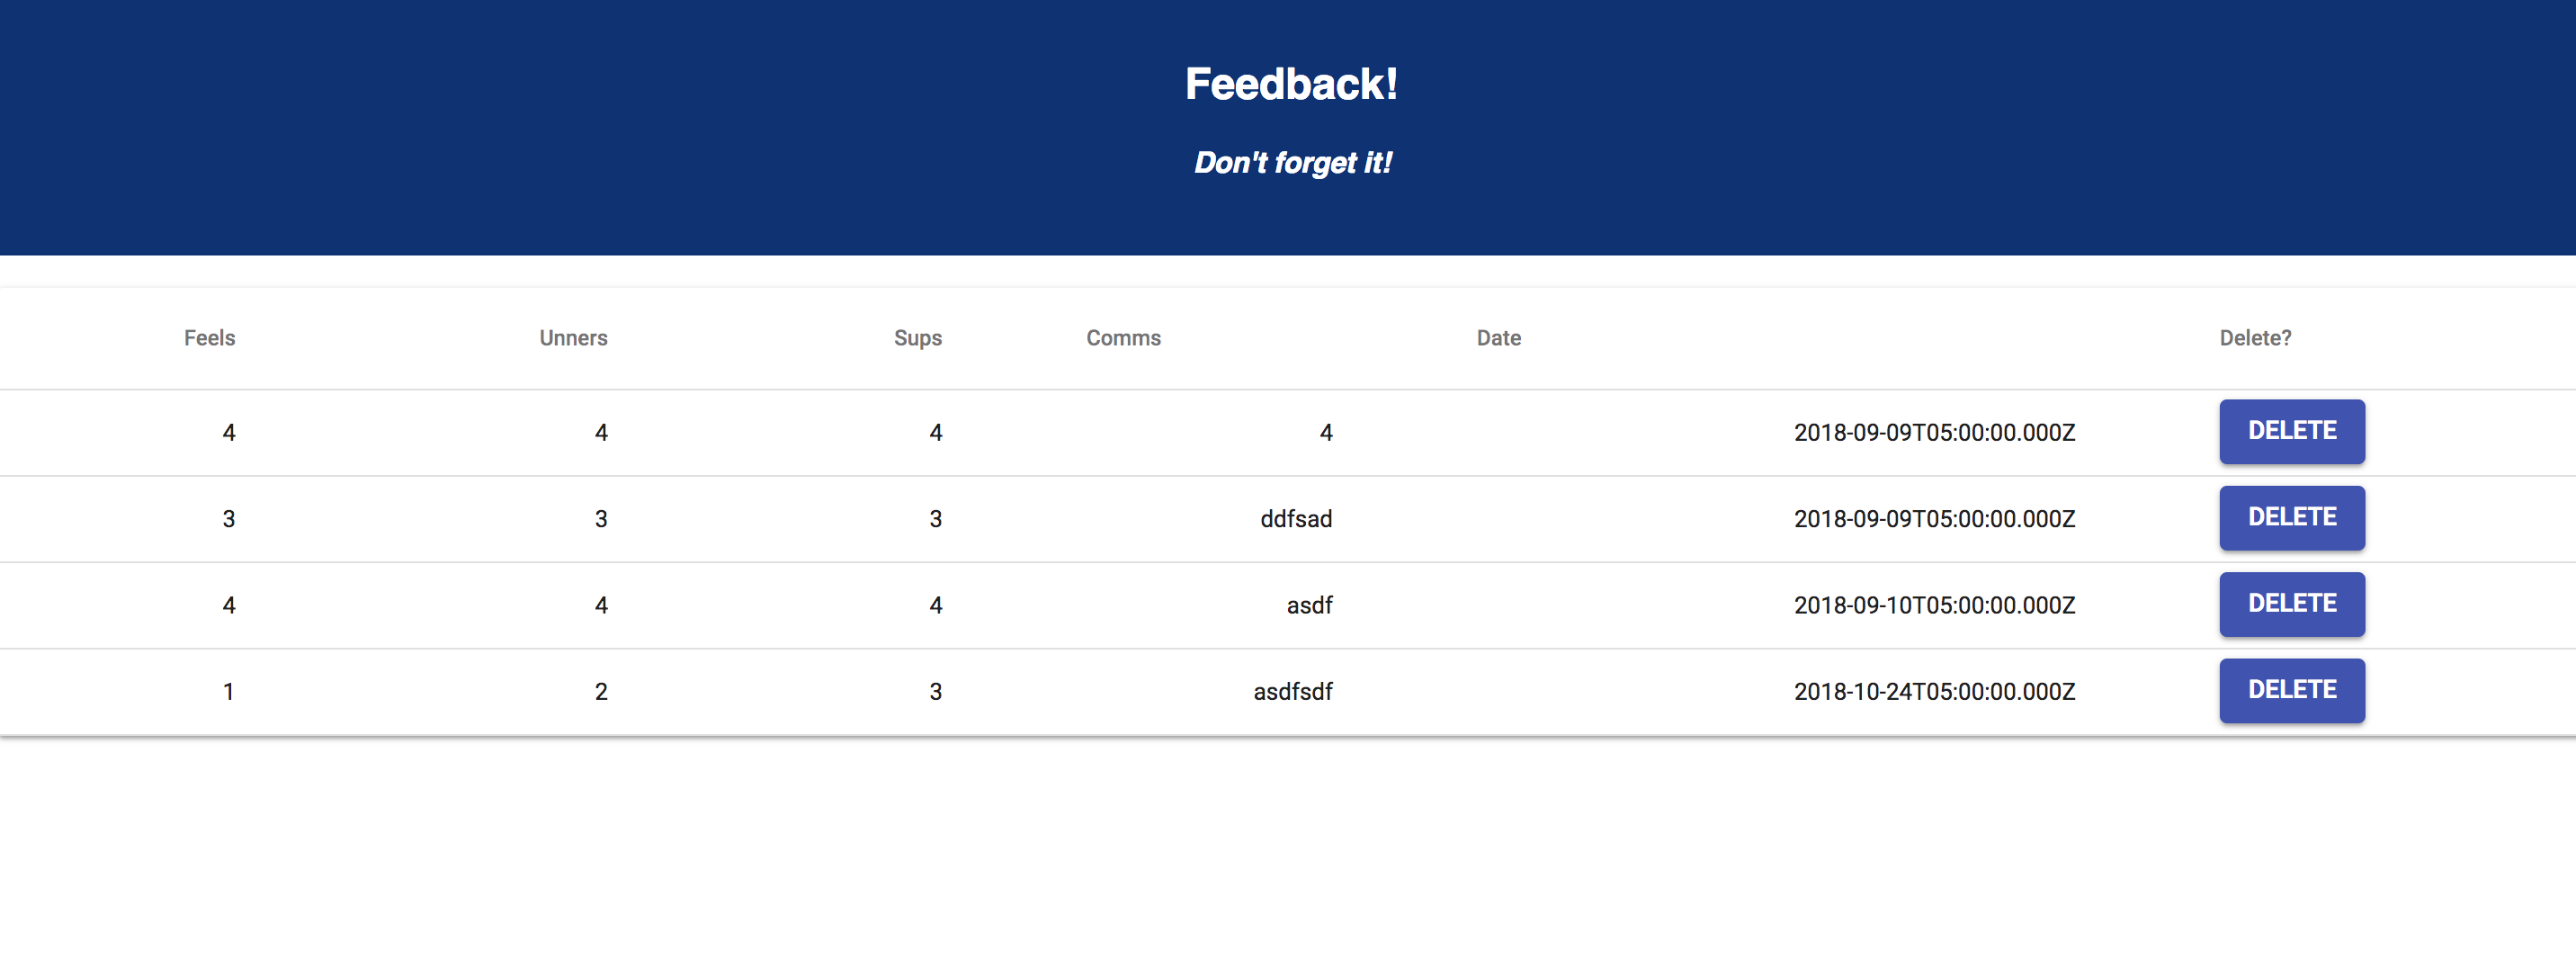 Feedback!
Don't forget it!
Feels Unners Sups Comms Date Delete?
4 4 4 4 2018-09-09T05:00:00.000Z DELETE
3 3 3 ddfsad 2018-09-09T05:00:00.000Z DELETE
4 4 4 asdf 2018-09-10T05:00:00.000Z DELETE
1 2 3 asdfsdf 2018-10-24T05:00:00.000Z DELETE